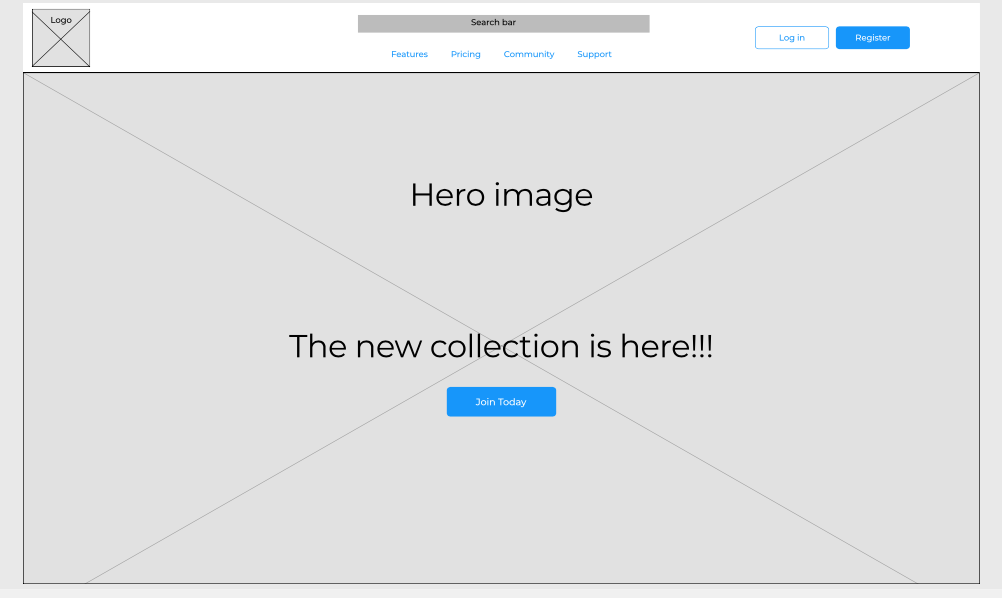 Logo
Search bar
Features Pricing Community Support
Log in Register
Hero image
The new collection is here!!!
Join Today